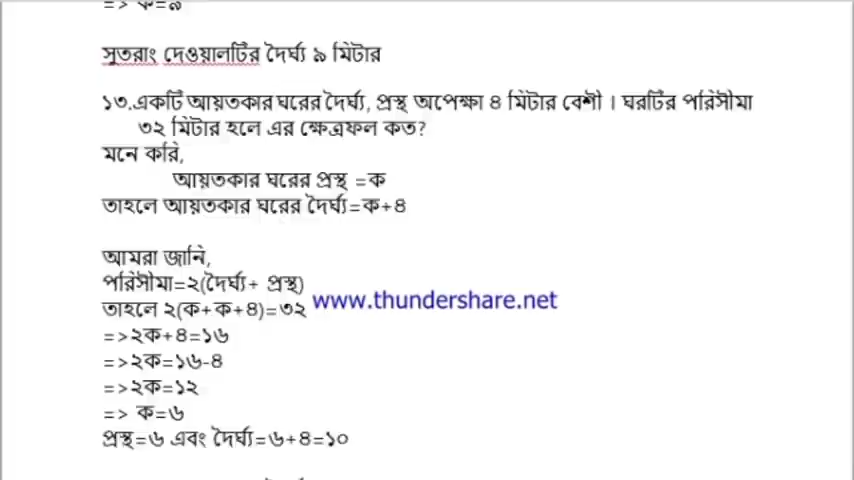 => ক=৯
সুতরাং দেওয়ালটির দৈর্ঘ্য ৯ মিটার
১৩.একটি আয়তকার ঘরের দৈর্ঘ্য, প্রস্থ অপেক্ষা ৪ মিটার বেশী । ঘরটির পরিসীমা
৩২ মিটার হলে এর ক্ষেত্রফল কত?
মনে করি,
আয়তকার ঘরের প্রস্থ =ক
তাহলে আয়তকার ঘরের দৈর্ঘ্য=ক+৪
আমরা জানি,
পরিসীমা=২(দৈর্ঘ্য+ প্রস্থ)
তাহলে ২(ক+ক+৪)=৩২
www.thundershare.net
=>২ক+৪=১৬
=>২ক=১৬-৪
=>২ক=১২
=> ক=৬
প্রস্থ=৬ এবং দৈর্ঘ্য=৬+৪=১০